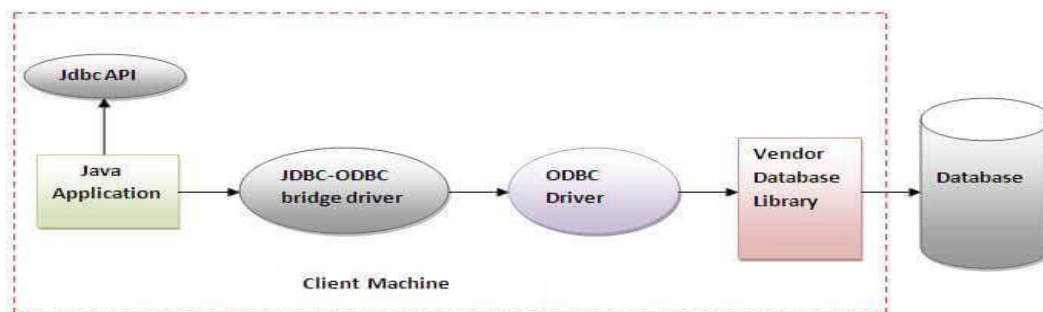 Jdbc API
Java
Application
JDBC-ODBC
bridge driver
ODBC
Driver
Vendor
Database
Library
Database
Client Machine